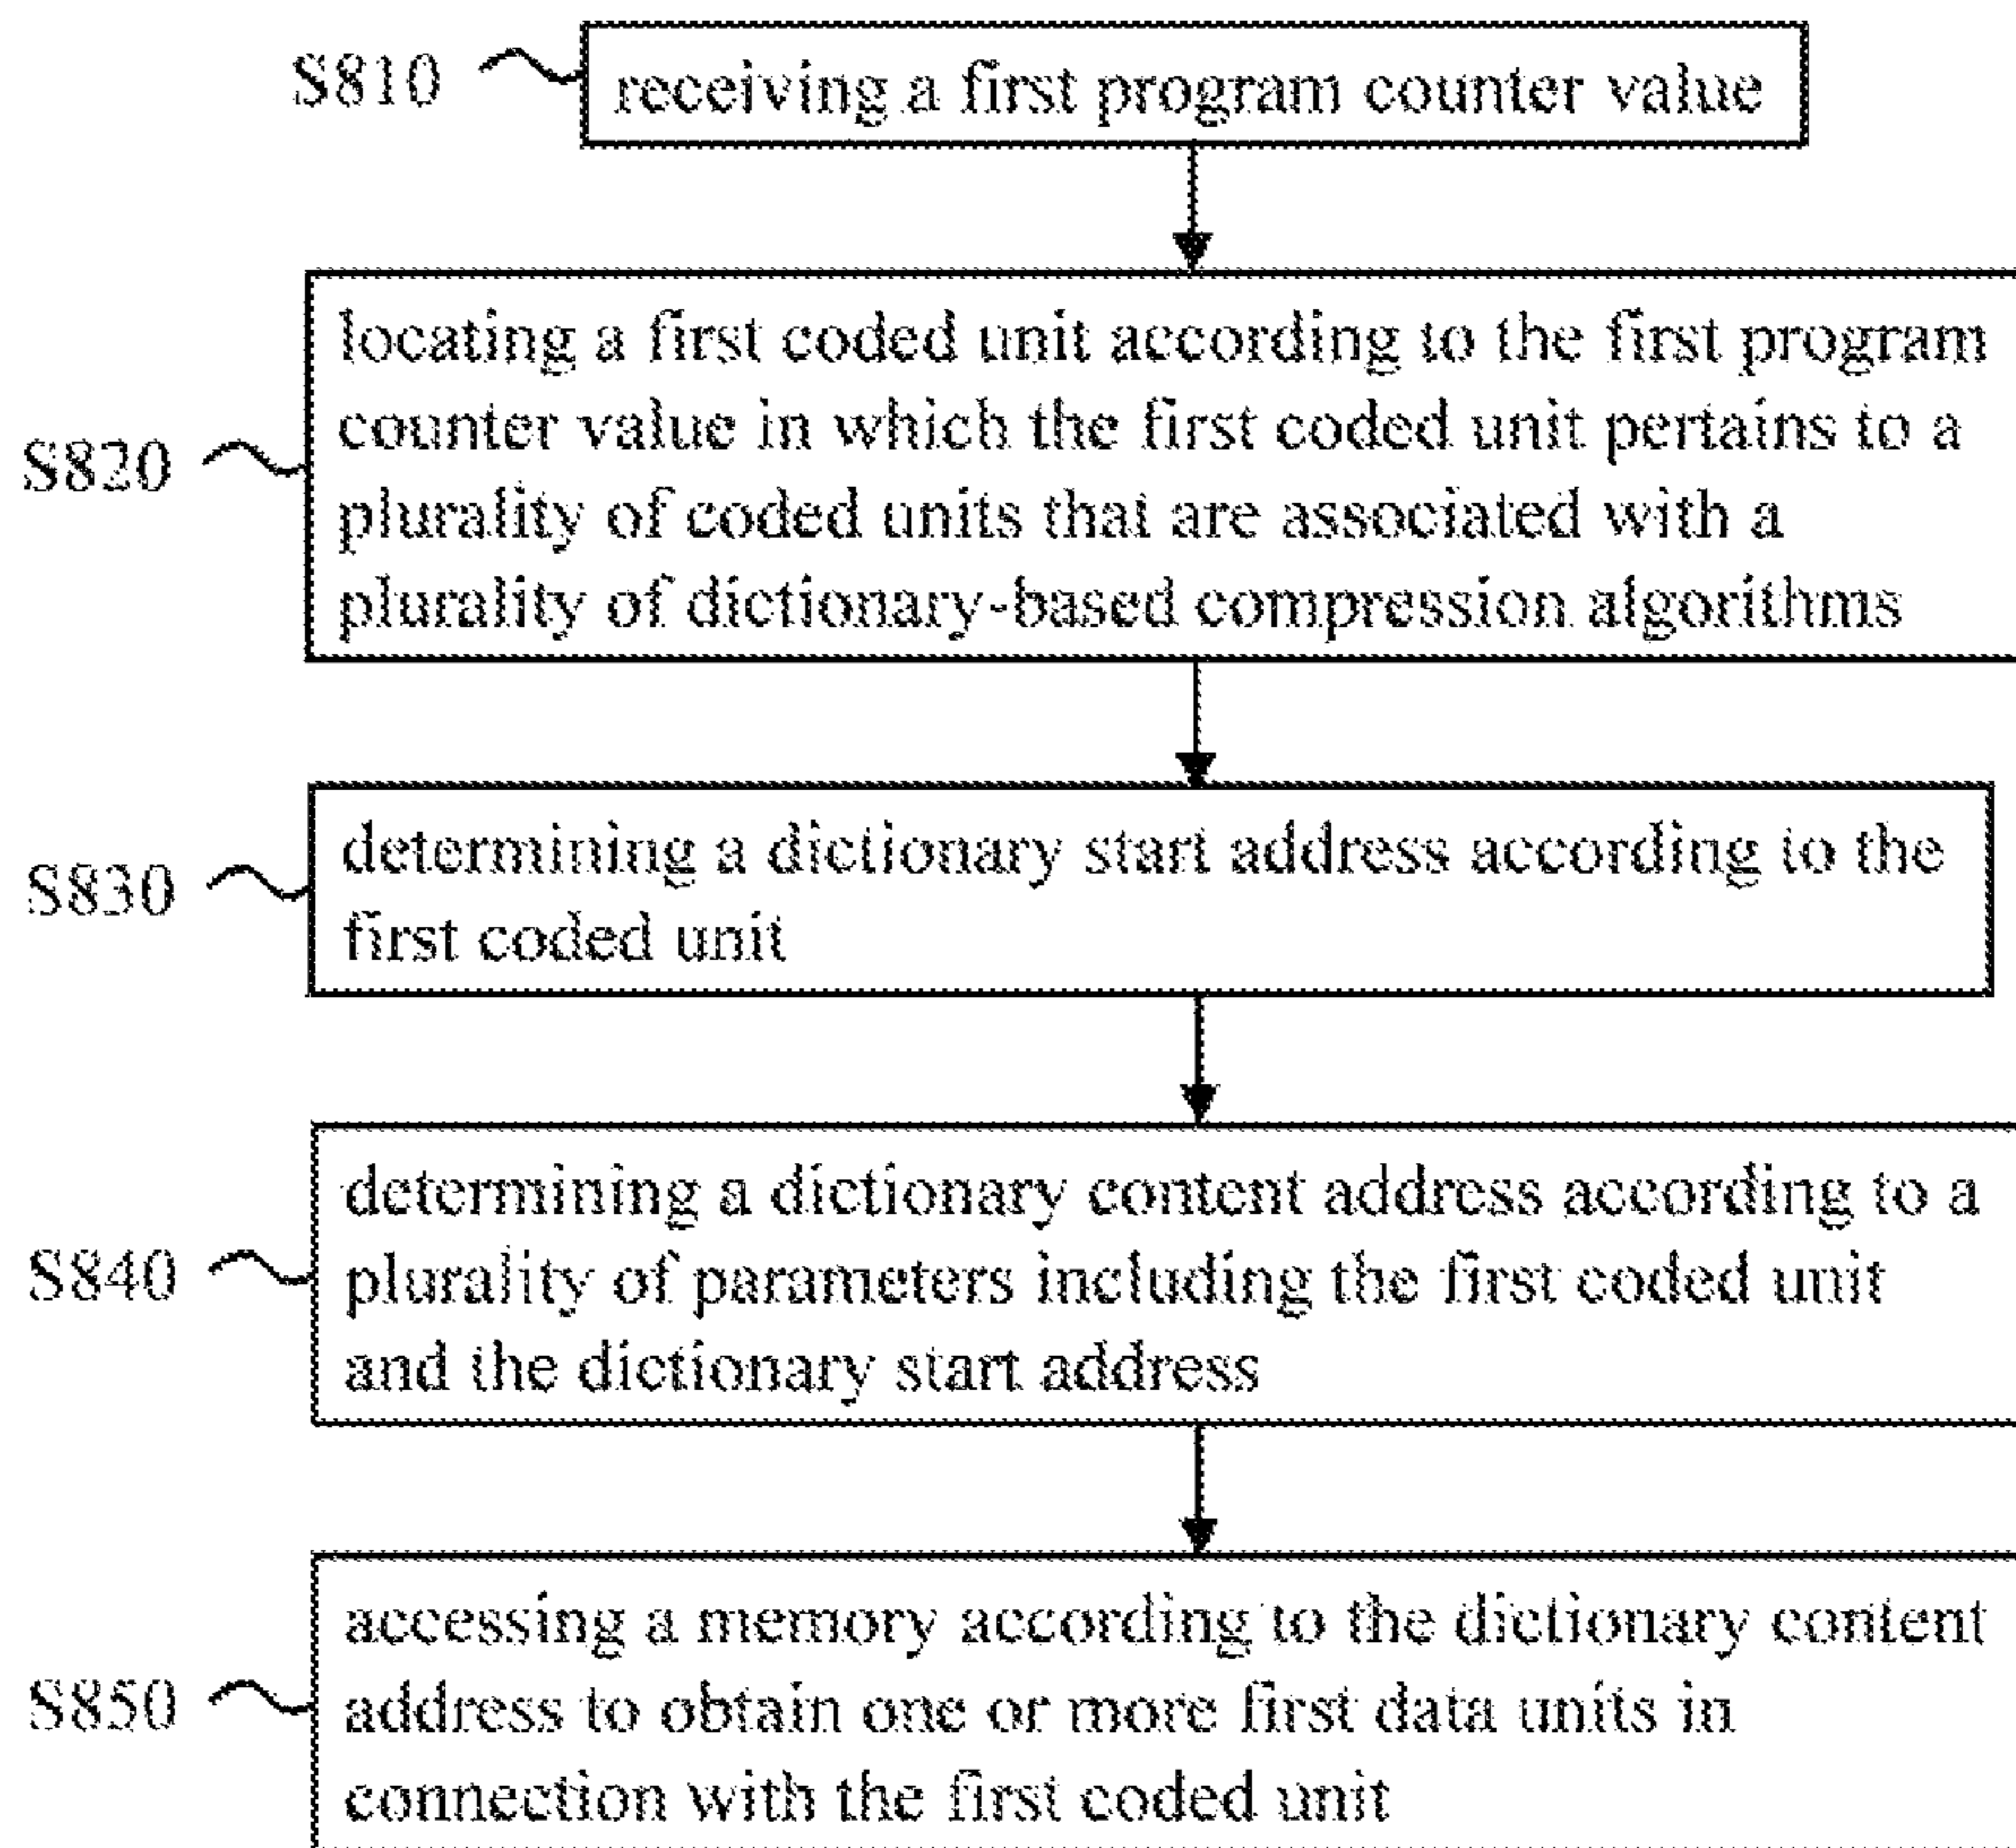 S810
receiving a first program counter value
S820
locating a first coded unit according to the first program
counter value in which the first coded unit pertains to a
plurality of coded units that are associated with a
plurality of dictionary-based compression algorithms
S830
determining a dictionary start address according to the
first coded unit
S840
determining a dictionary content address according to a
plurality of parameters including the first coded unit
and the dictionary start address
S850
accessing a memory according to the dictionary content
address to obtain one or more first data units in
connection with the first coded unit